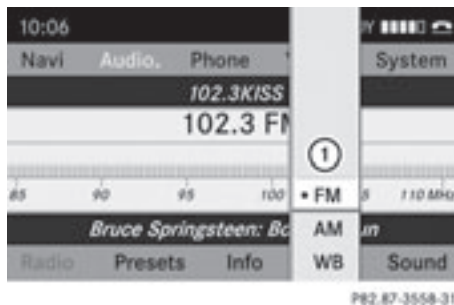 10:06
Navi Audio. Phone System
102.3KISS
102.3 FM
①
85 90 95 100 110 MHz
• FM
Bruce Springsteen: Bo un
AM
Radio Presets Info WB Sound
P82.87-3558-31